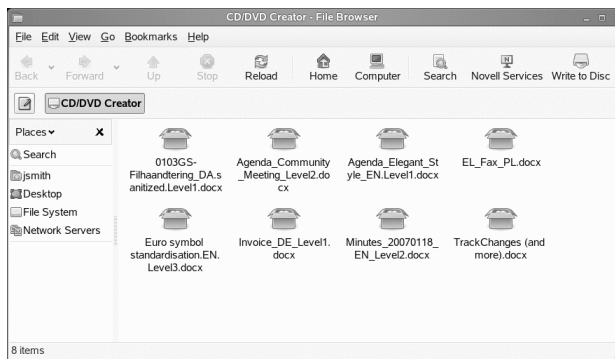 CD/DVD Creator - File Browser
File Edit View Go Bookmarks Help
Back Forward Up Stop Reload Home Computer Search Novell Services Write to Disc
CD/DVD Creator
Places
Search
jsmith
Desktop
File System
Network Servers
0103GS-
Filhaandtering_DA.s
anitized.Level1.docx
Agenda_Community
_Meeting_Level2.do
cx
Agenda_Elegant_St
yle_EN.Level1.docx
EL_Fax_PL.docx
Euro symbol
standardisation.EN.
Level3.docx
Invoice_DE_Level1.
docx
Minutes_20070118_
EN_Level2.docx
TrackChanges (and
more).docx
8 items